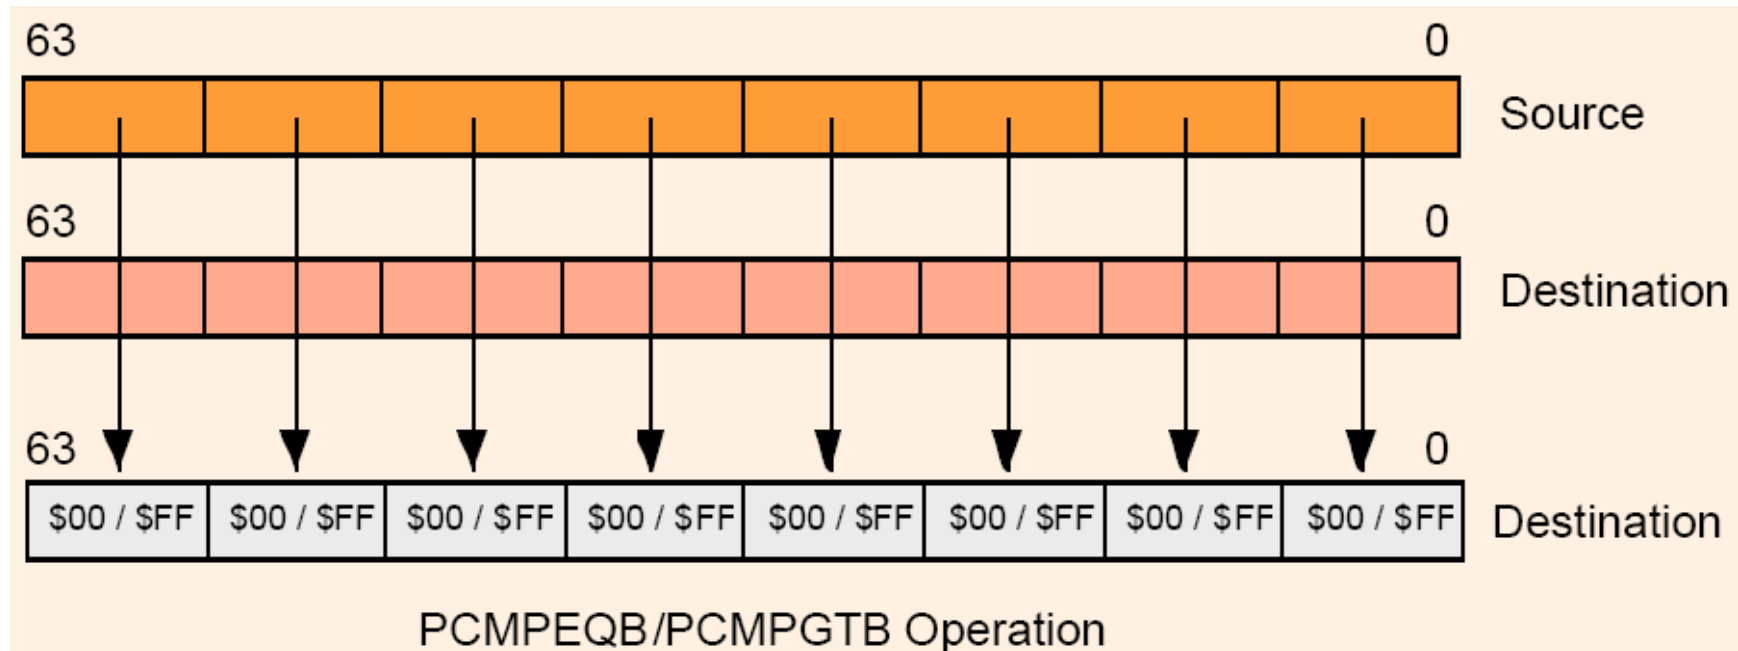 63 0
Source
63 0
Destination
63 0
$00 / $FF $00 / $FF $00 / $FF $00 / $FF $00 / $FF $00 / $FF $00 / $FF $00 / $FF
Destination
PCMPEQB/PCMPGTB Operation